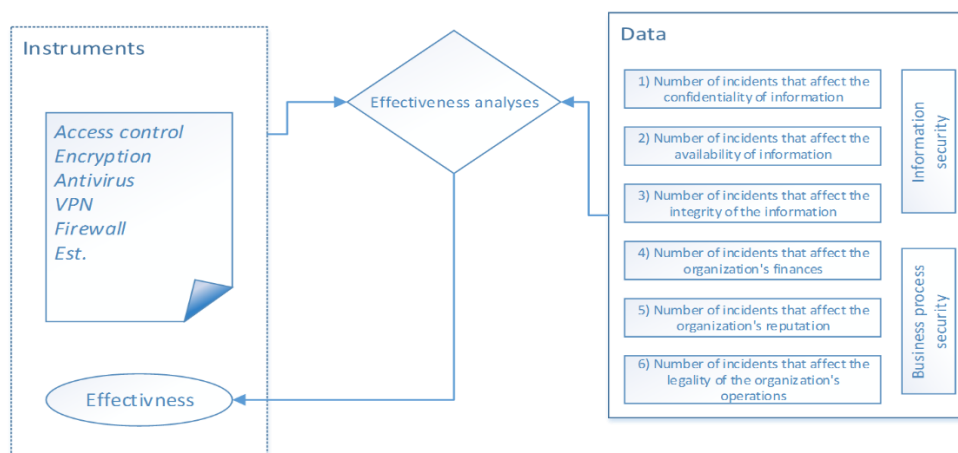 Instruments
Access control
Encryption
Antivirus
VPN
Firewall
Est.
Effectivness
Effectiveness analyses
Data
1) Number of incidents that affect the
confidentiality of information
2) Number of incidents that affect the
availability of information
3) Number of incidents that affect the
integrity of the information
4) Number of incidents that affect the
organization's finances
5) Number of incidents that affect the
organization's reputation
6) Number of incidents that affect the
legality of the organization's
operations
Information
security
Business process
security